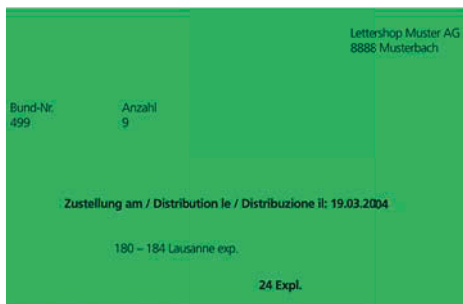 Lettershop Muster AG
8888 Musterbach
Bund-Nr. Anzahl
499 9
Zustellung am / Distribution le / Distribuzione il: 19.03.2004
180 – 184 Lausanne exp.
24 Expl.